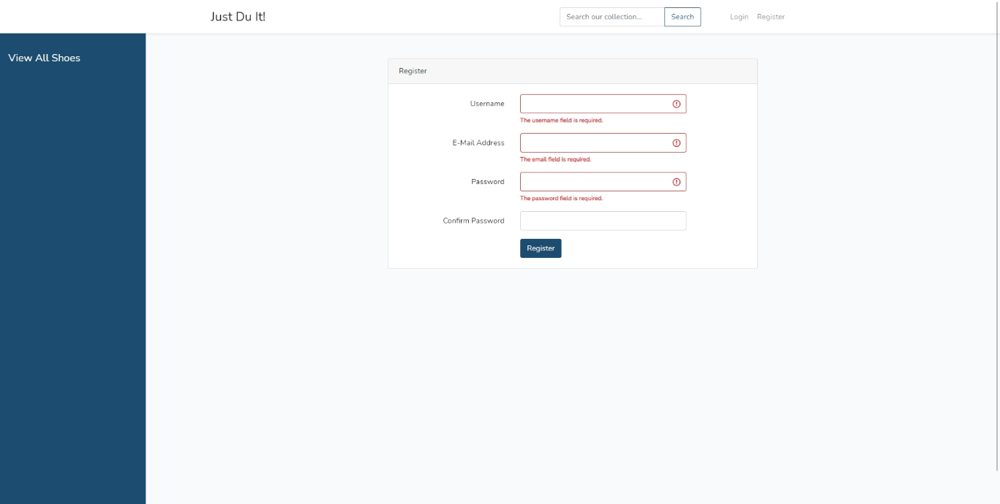 Just Du It!
Search our collection...
Search
Login
Register
View All Shoes
Register
Username
The username field is required.
E-Mail Address
The email field is required.
Password
The password field is required.
Confirm Password
Register